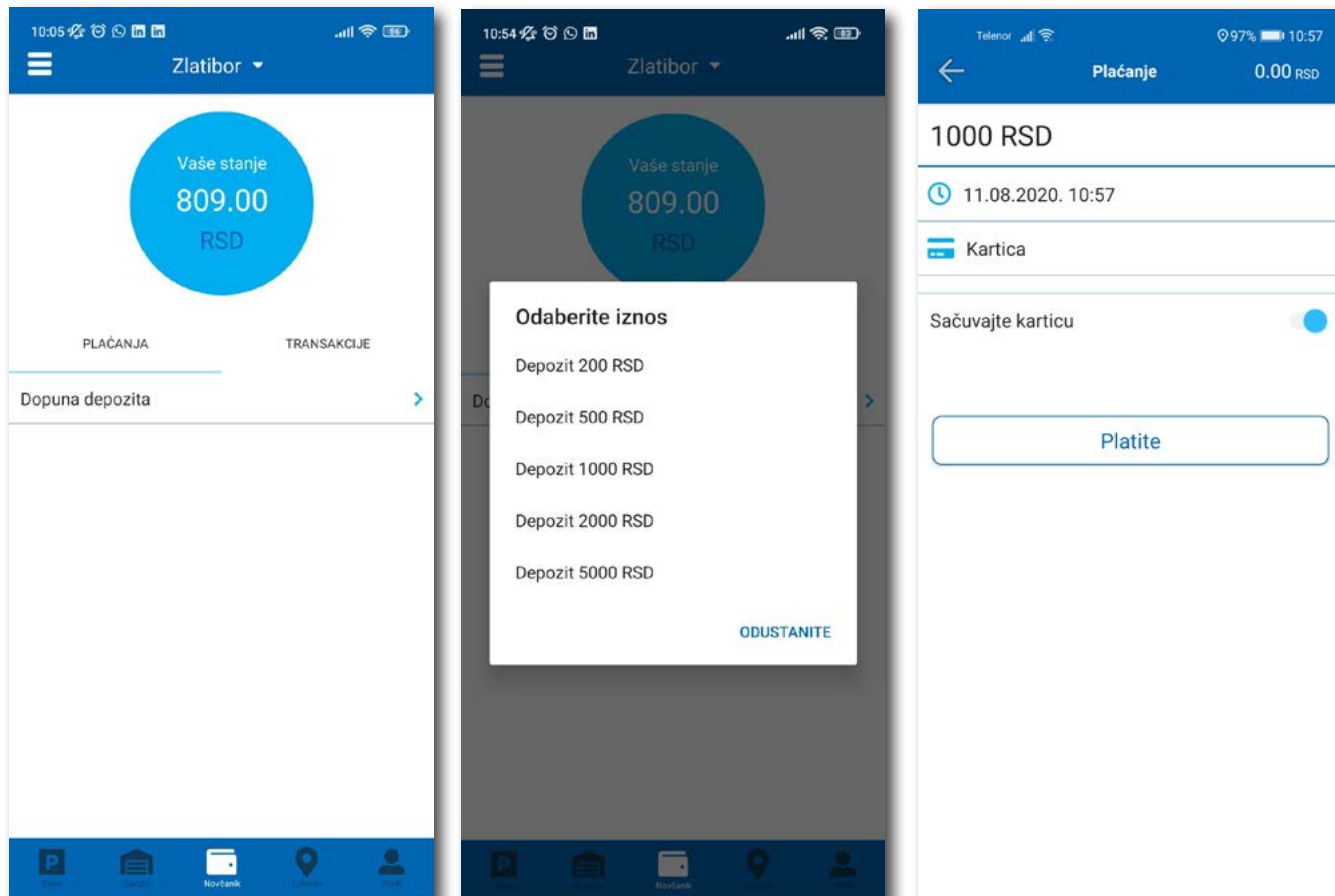 10:05
86
Zlatibor
Vaše stanje
809.00
RSD
PLAĆANJA
TRANSAKCIJE
Dopuna depozita
Novčanik
10:54
83
Zlatibor
Vaše stanje
809.00
RSD
Odaberite iznos
Depozit 200 RSD
Depozit 500 RSD
Depozit 1000 RSD
Depozit 2000 RSD
Depozit 5000 RSD
ODUSTANITE
Novčanik
Telenor 97% 10:57
Plaćanje 0.00 RSD
1000 RSD
11.08.2020. 10:57
Kartica
Sačuvajte karticu
Platite